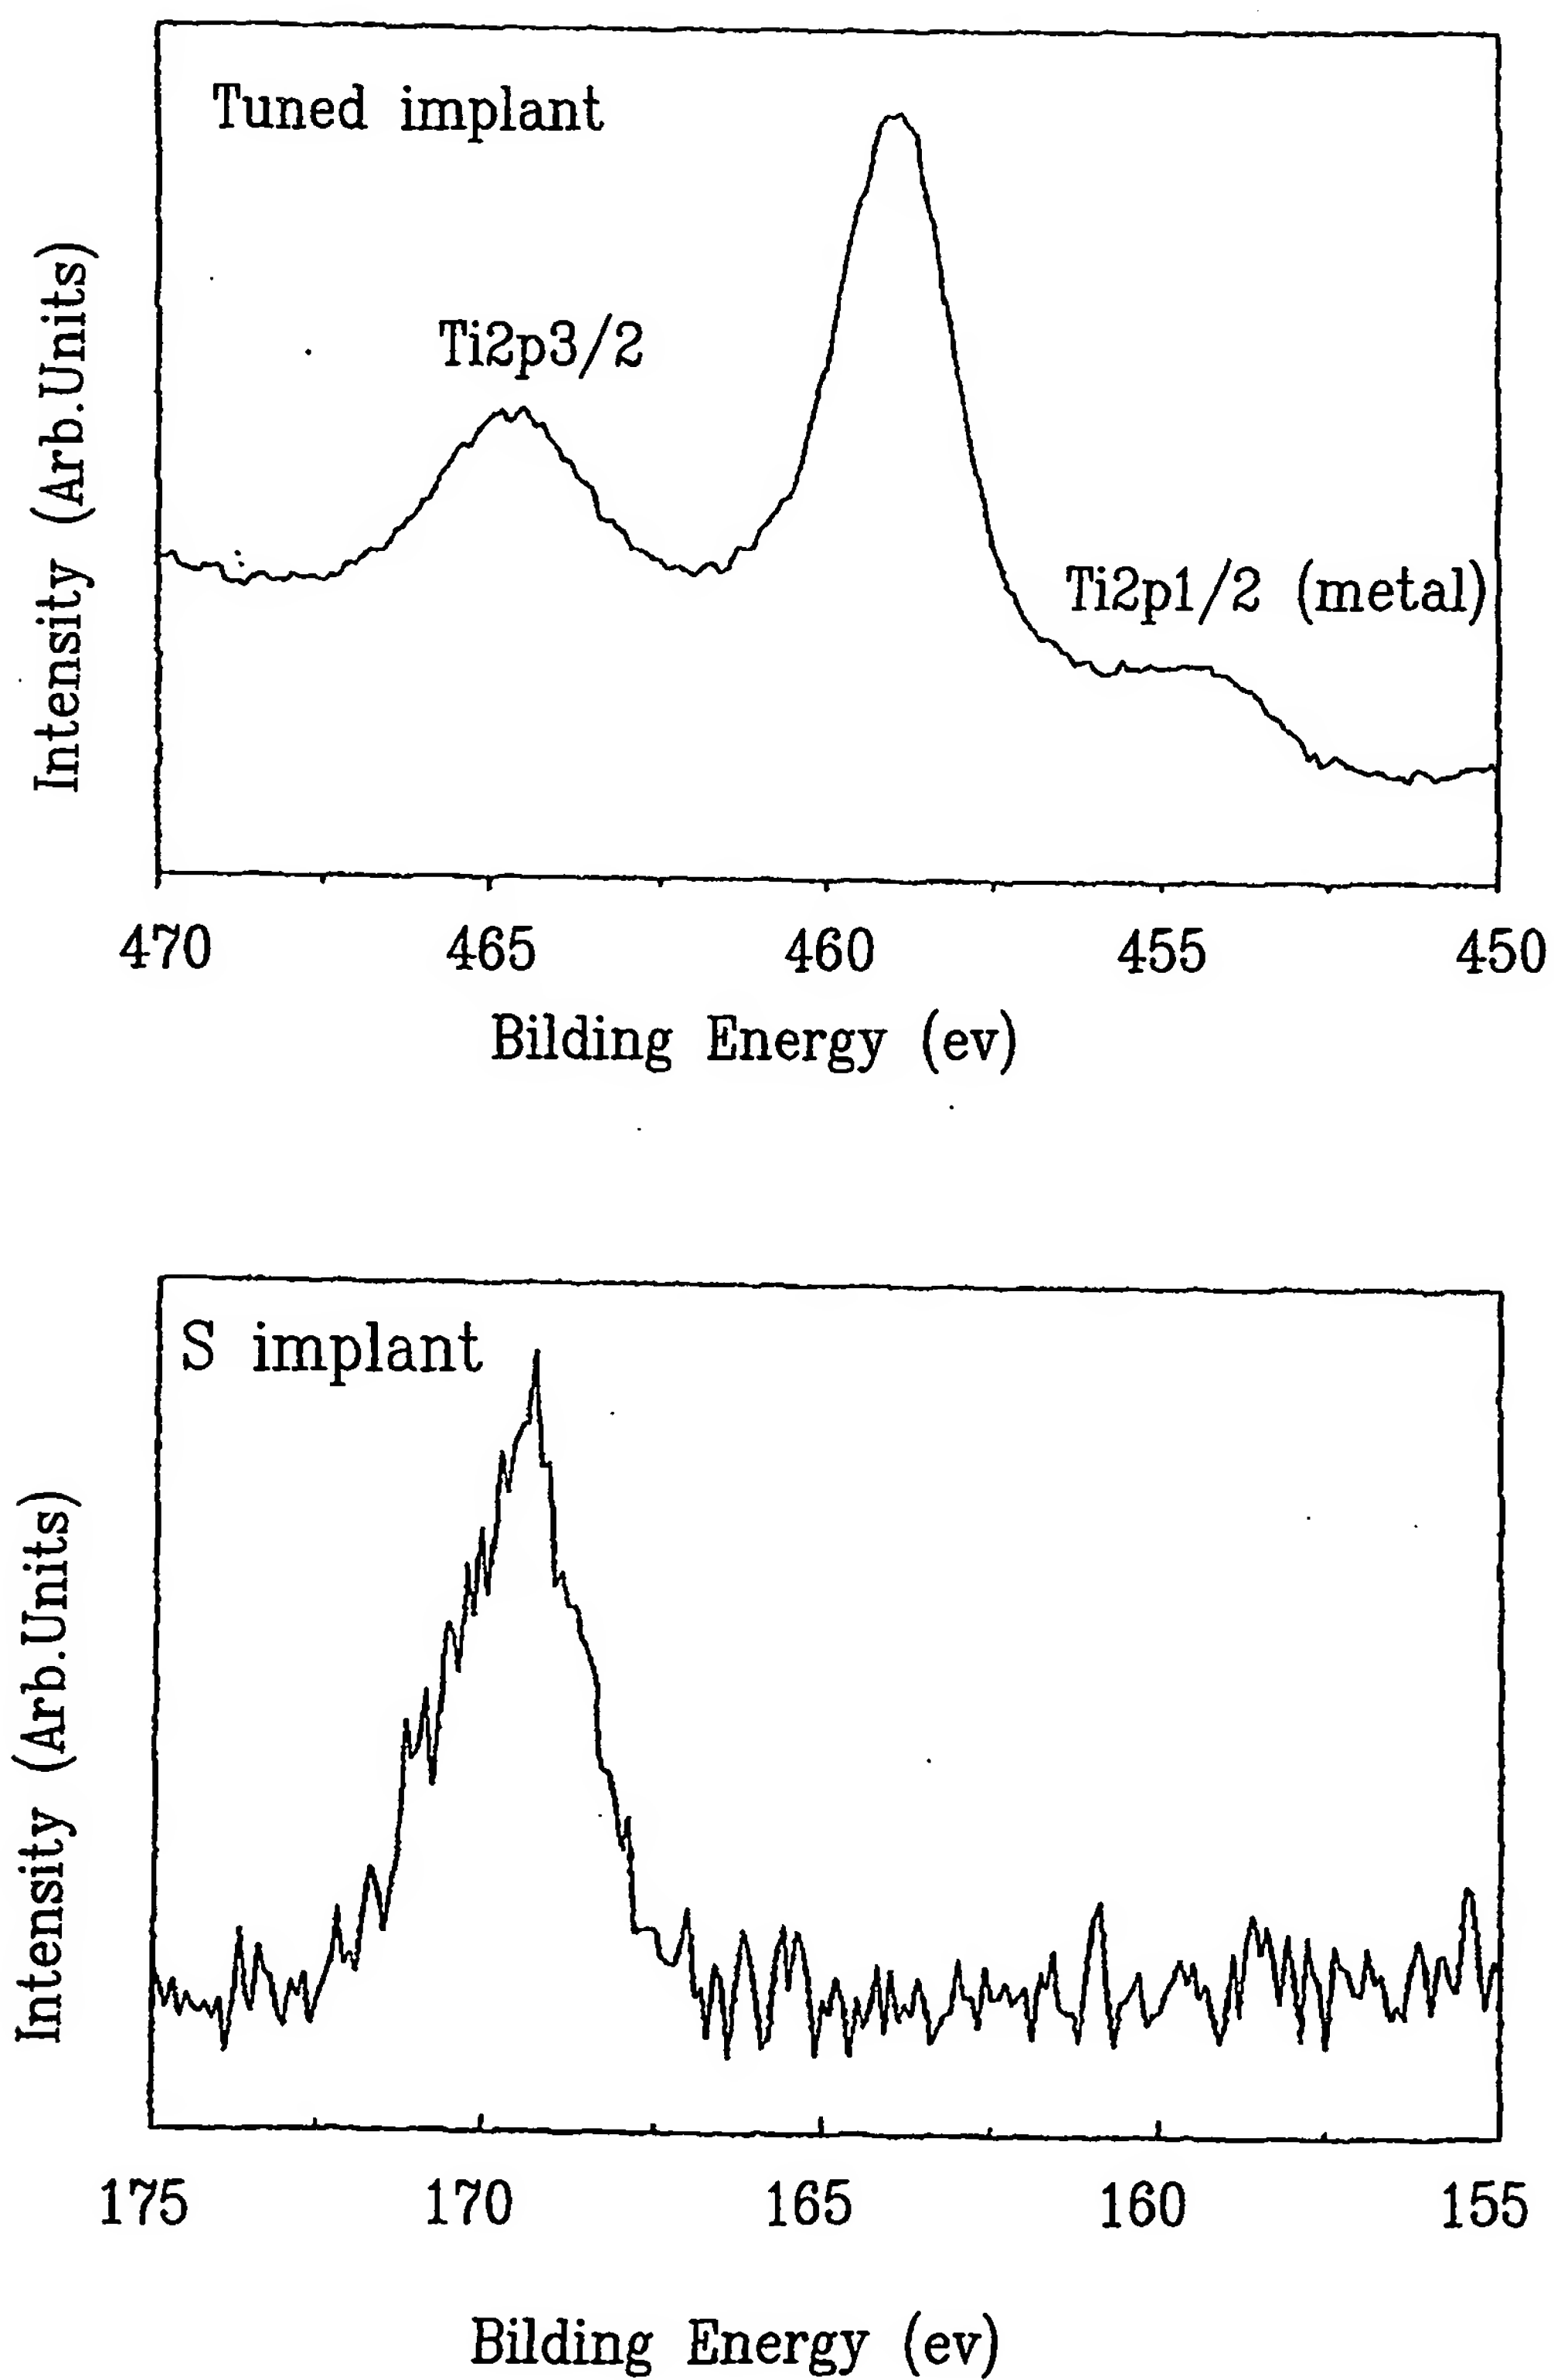 Tuned implant
Ti2p3/2
Ti2p1/2 (metal)
Intensity (Arb.Units)
470 465 460 455 450
Bilding Energy (ev)
S implant
Intensity (Arb.Units)
175 170 165 160 155
Bilding Energy (ev)